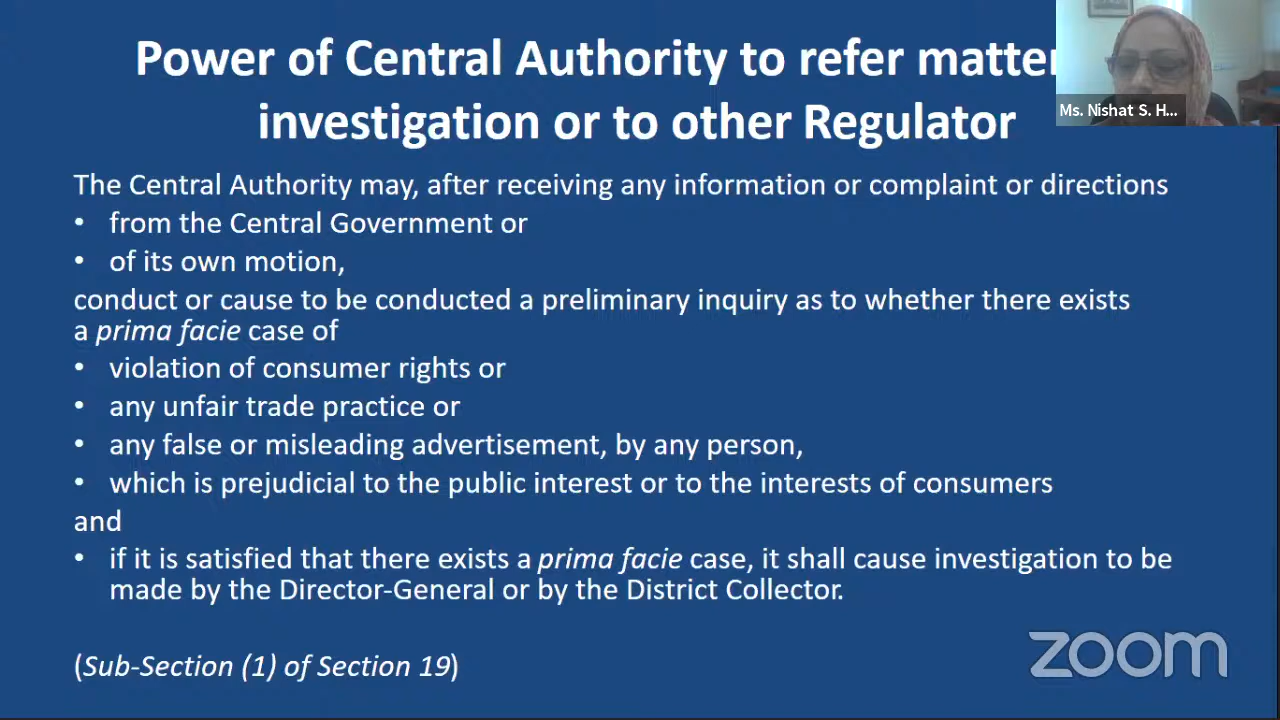 Power of Central Authority to refer matter
investigation or to other Regulator
Ms. Nishat S. H...
The Central Authority may, after receiving any information or complaint or directions
• from the Central Government or
• of its own motion,
conduct or cause to be conducted a preliminary inquiry as to whether there exists
a prima facie case of
• violation of consumer rights or
• any unfair trade practice or
• any false or misleading advertisement, by any person,
• which is prejudicial to the public interest or to the interests of consumers
and
• if it is satisfied that there exists a prima facie case, it shall cause investigation to be
made by the Director-General or by the District Collector.
(Sub-Section (1) of Section 19)
zoom